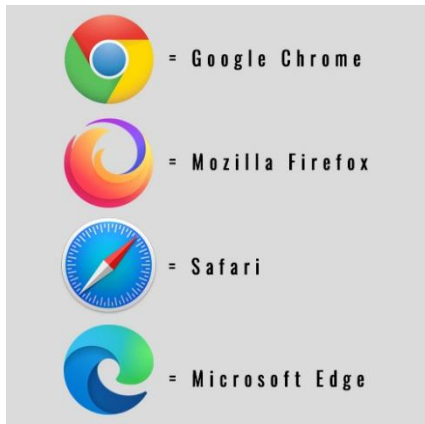 = Google Chrome
= Mozilla Firefox
= Safari
= Microsoft Edge